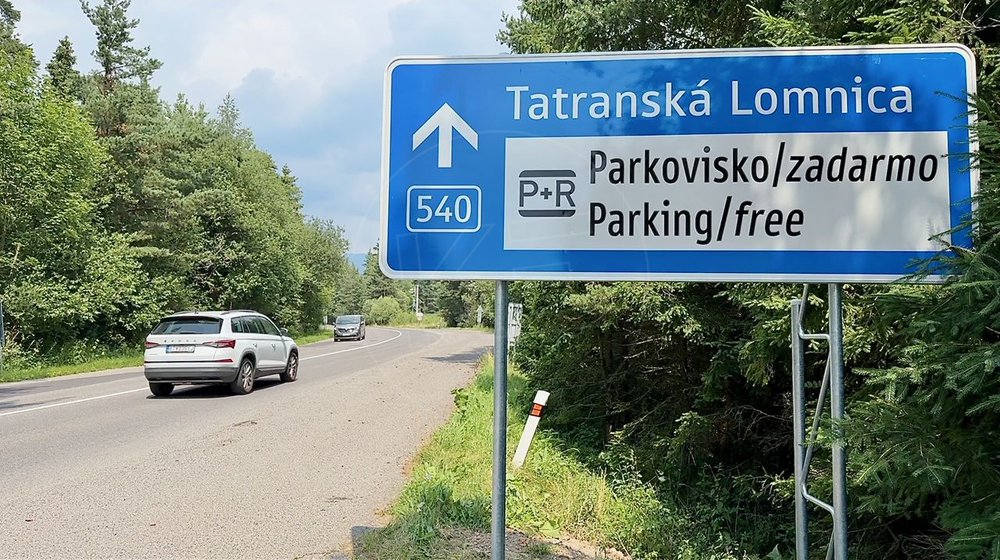 Tatranská Lomnica
540
P+R
Parkovisko/zadarmo
Parking/free